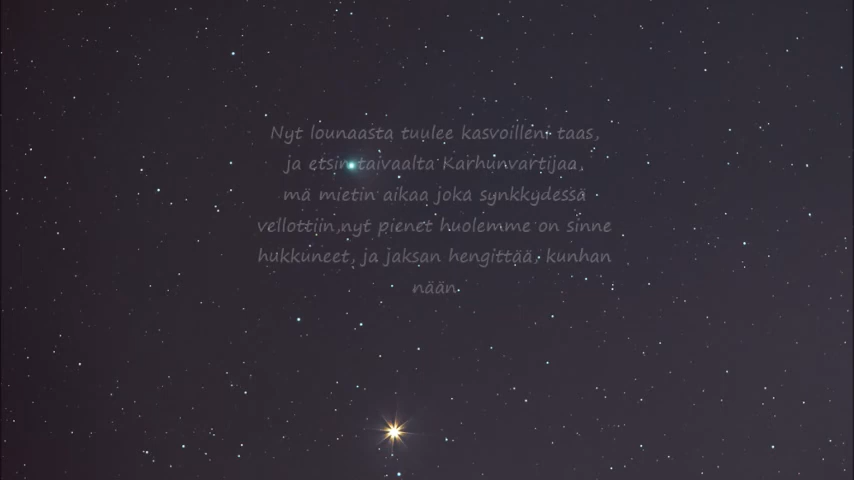 Nyt lounaasta tuulee kasvoilleni taas,
ja etsin taivaalta Karhunvartijaa,
mä mietin aikaa joka synkkydessä
vellottiin,nyt pienet huolemme on sinne
hukkuneet, ja jaksan hengittää, kunhan
nään